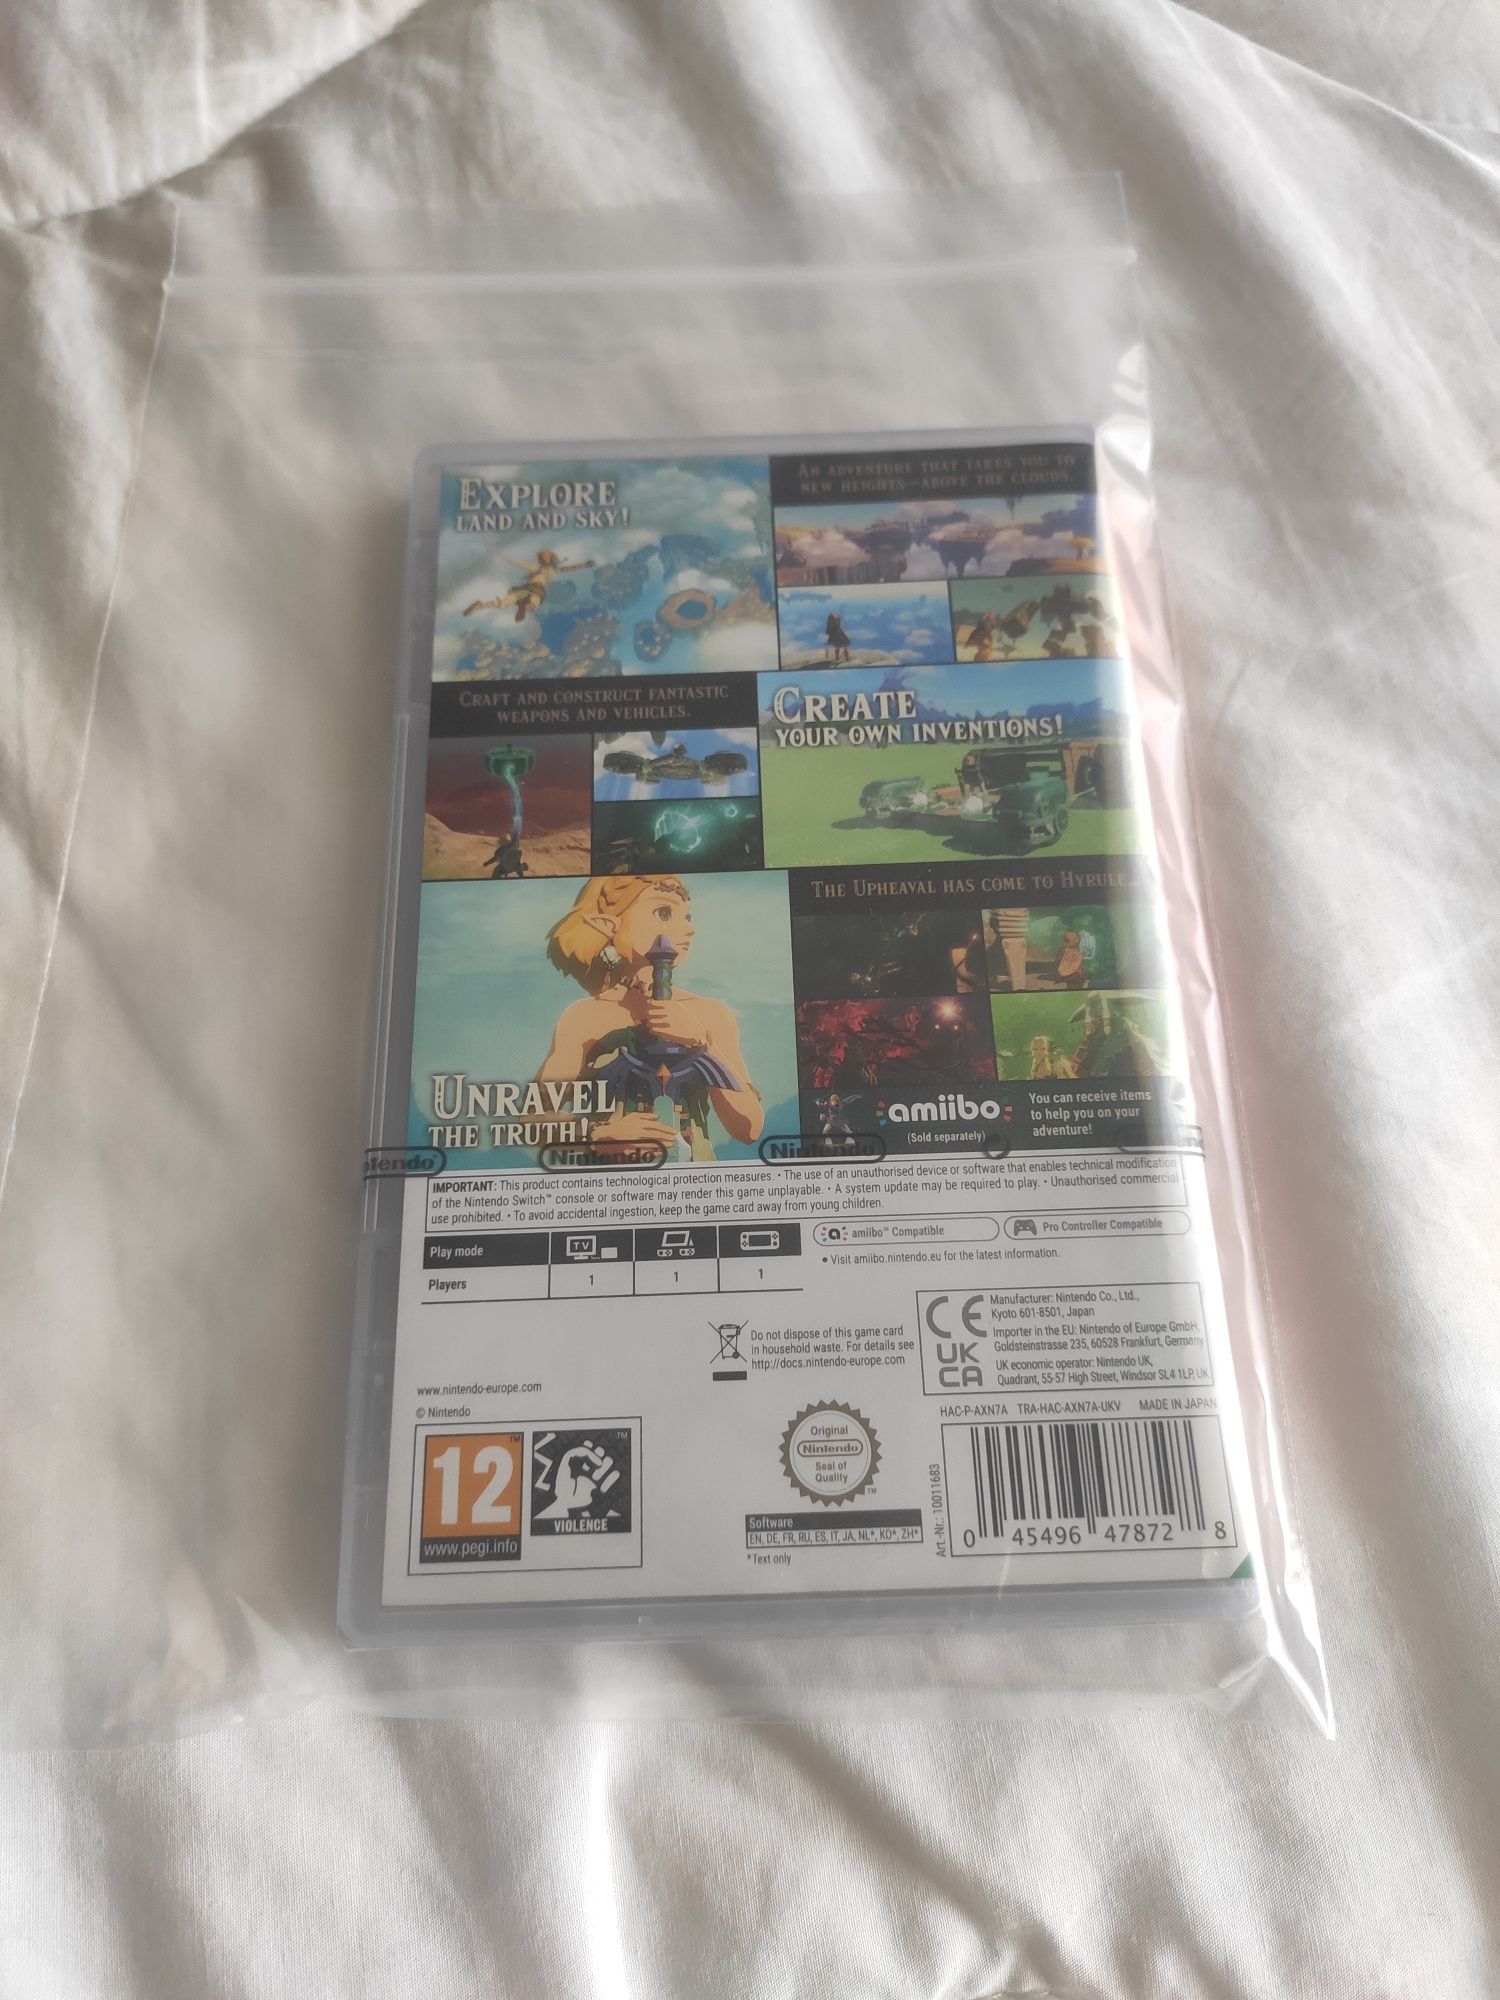 EXPLORE
LAND AND SKY!
AN ADVENTURE THAT TAKES YOU TO
NEW HEIGHTS—ABOVE THE CLOUDS.
CRAFT AND CONSTRUCT FANTASTIC
WEAPONS AND VEHICLES.
CREATE
YOUR OWN INVENTIONS!
THE UPHEAVAL HAS COME TO HYRULE...
UNRAVEL
THE TRUTH!
amiibo
(Sold separately)
You can receive items
to help you on your
adventure!
Nintendo Nintendo Nintendo
IMPORTANT: This product contains technological protection measures. • The use of an unauthorised device or software that enables technical modification
of the Nintendo Switch™ console or software may render this game unplayable. • A system update may be required to play. • Unauthorised commercial
use prohibited. • To avoid accidental ingestion, keep the game card away from young children.
Play mode TV
Players 1 1 1
amiibo™ Compatible
Pro Controller Compatible
• Visit amiibo.nintendo.eu for the latest information.
Do not dispose of this game card
in household waste. For details see
http://docs.nintendo-europe.com
CE
UK
CA
Manufacturer: Nintendo Co., Ltd.,
Kyoto 601-8501, Japan
Importer in the EU: Nintendo of Europe GmbH,
Goldsteinstrasse 235, 60528 Frankfurt, Germany
UK economic operator: Nintendo UK,
Quadrant, 55-57 High Street, Windsor SL4 1LP, UK
www.nintendo-europe.com
© Nintendo
HAC-P-AXN7A TRA-HAC-AXN7A-UKV MADE IN JAPAN
12™
www.pegi.info
™
VIOLENCE
Original
Nintendo
Seal of
Quality
™
Software
EN, DE, FR, RU, ES, IT, JA, NL*, KO*, ZH*
*Text only
Art.-Nr.: 10011683
0 45496 47872 8